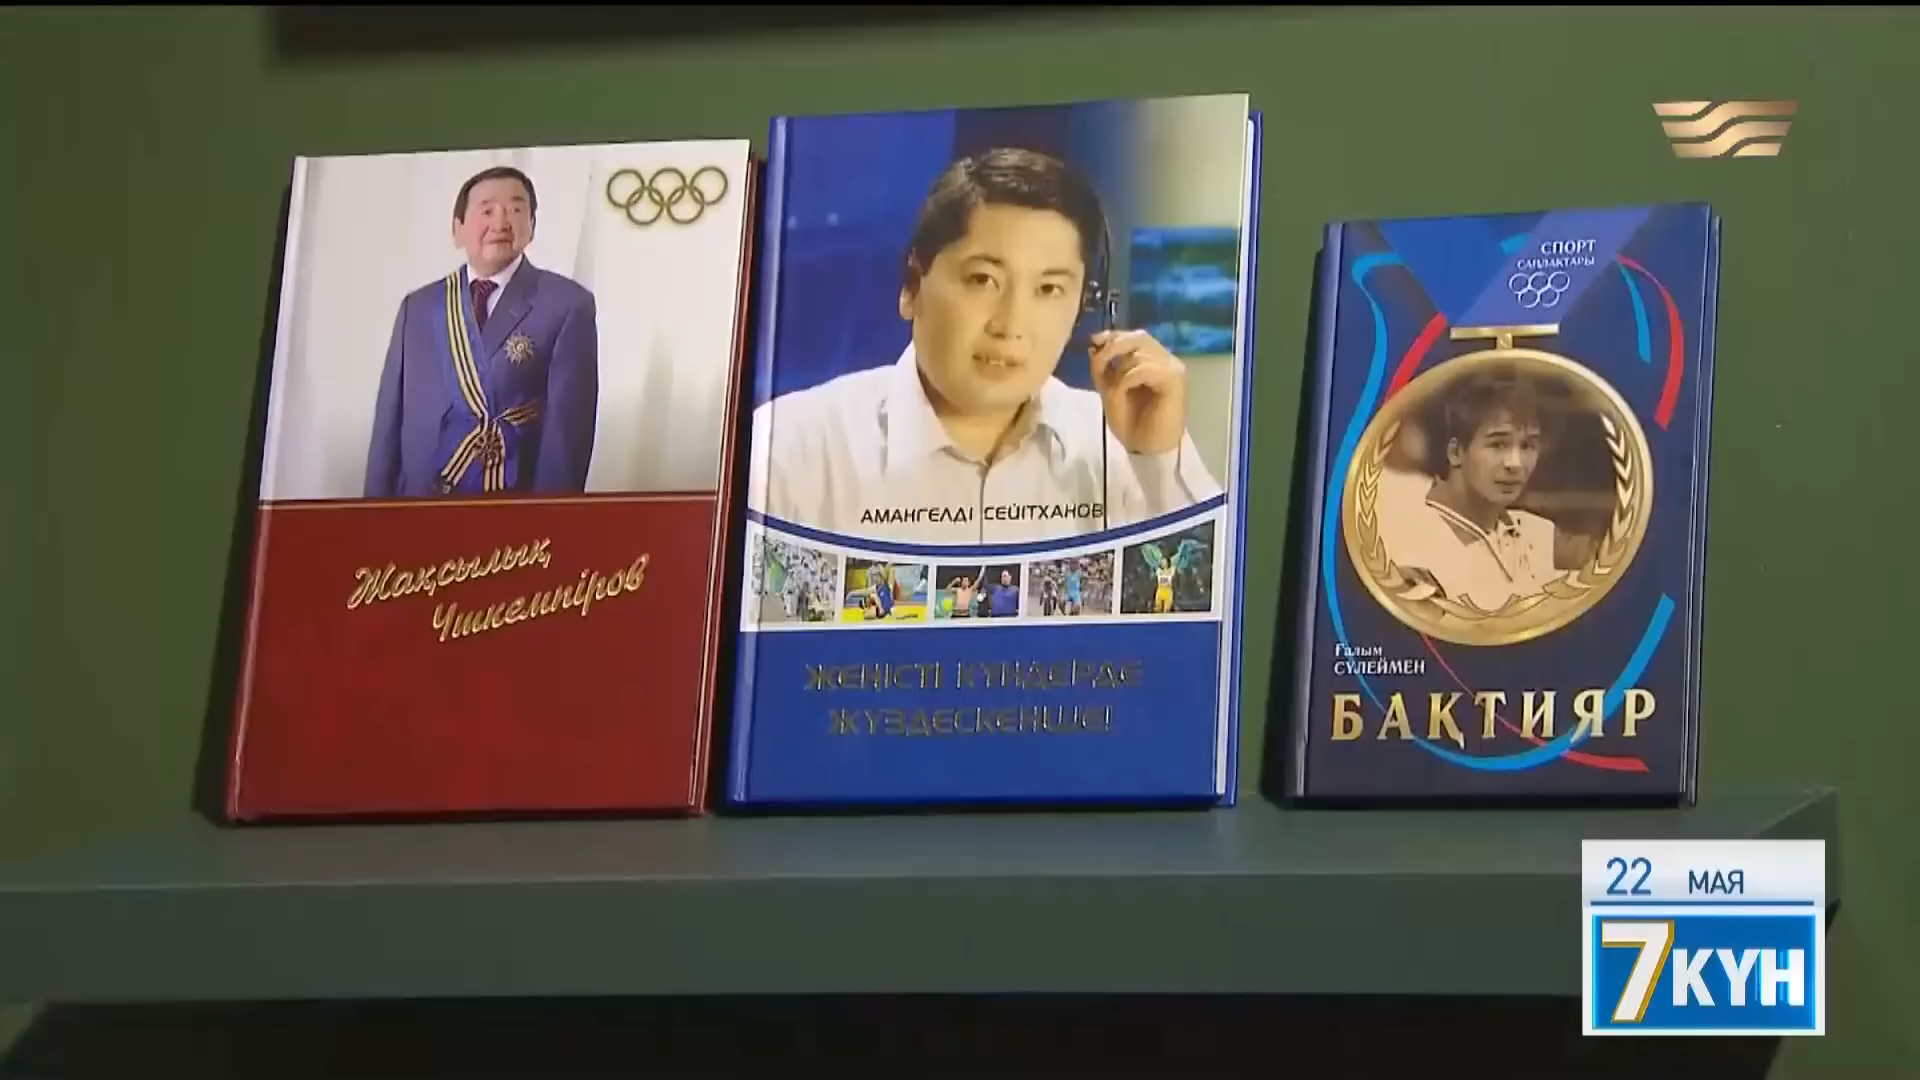 Жақсылық
Үшкемпіров
АМАНГЕЛДІ СЕЙІТХАНОВ
ЖЕҢІСТІ КҮНДЕРДЕ
ЖҮЗДЕСКЕНШЕ!
СПОРТ
САҢЛАҚТАРЫ
Ғалым
СҮЛЕЙМЕН
БАҚТИЯР
22 МАЯ
7КҮН